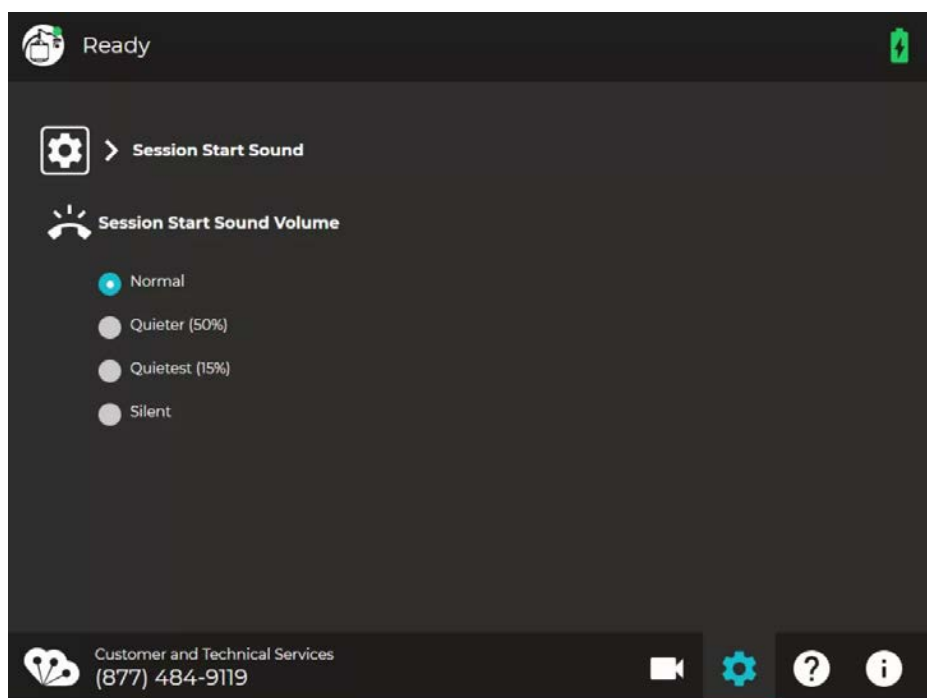 Ready
Session Start Sound
Session Start Sound Volume
Normal
Quieter (50%)
Quietest (15%)
Silent
Customer and Technical Services
(877) 484-9119